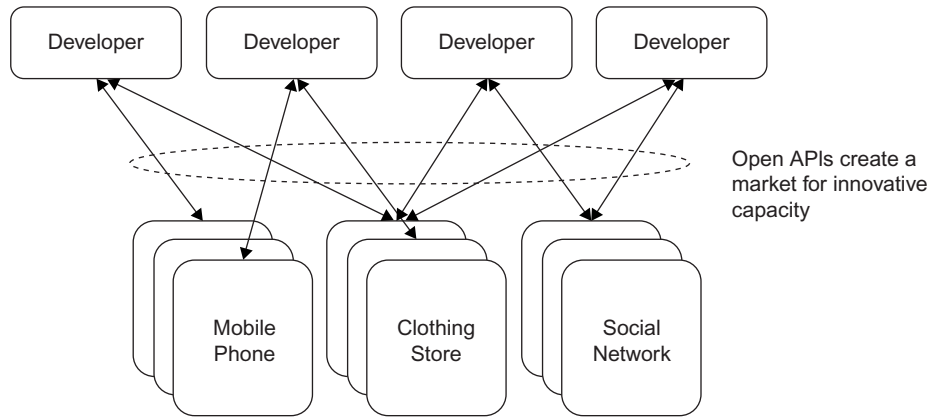 Developer
Developer
Developer
Developer
Open APIs create a
market for innovative
capacity
Mobile
Phone
Clothing
Store
Social
Network